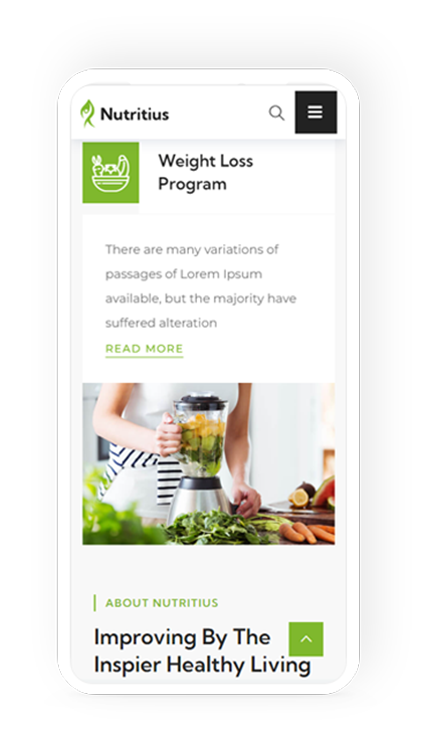 Nutritius
Weight Loss
Program
There are many variations of
passages of Lorem Ipsum
available, but the majority have
suffered alteration
READ MORE
ABOUT NUTRITIUS
Improving By The
Inspier Healthy Living